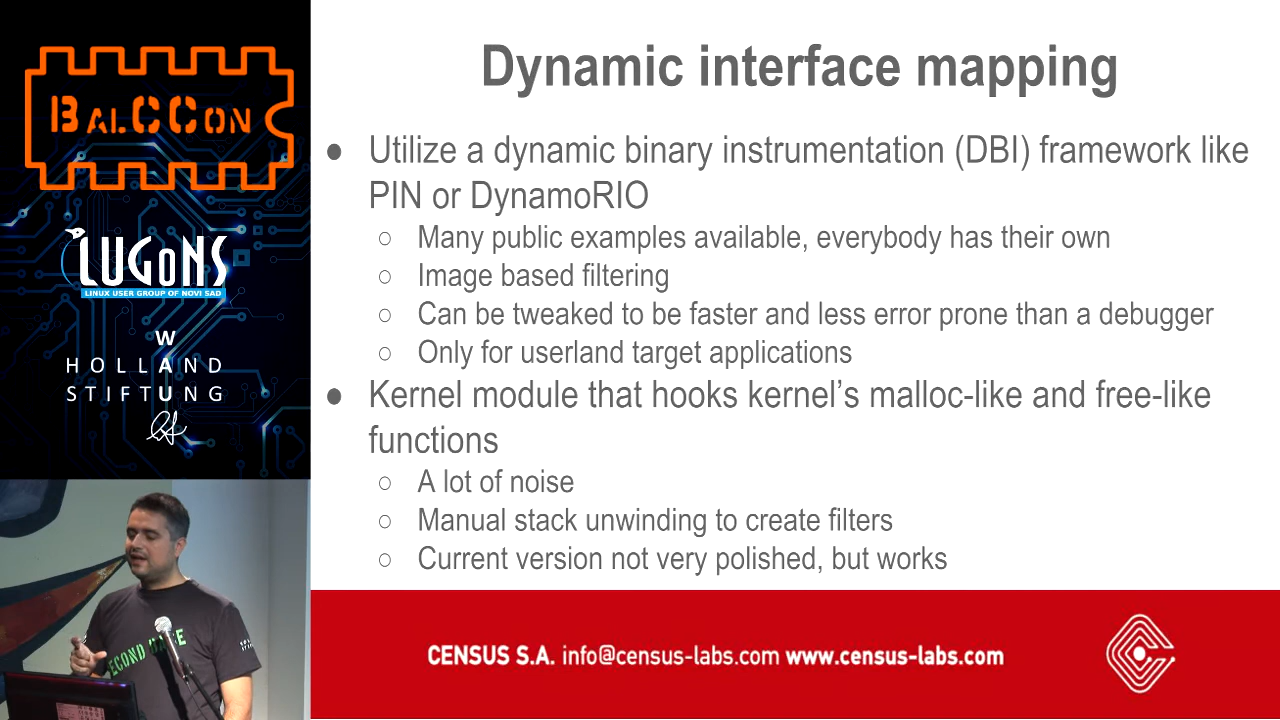 BALCCON
LUGONS
LINUX USER GROUP OF NOVI SAD
WAU
HOLLAND
STIFTUNG
Dynamic interface mapping
● Utilize a dynamic binary instrumentation (DBI) framework like
PIN or DynamoRIO
○ Many public examples available, everybody has their own
○ Image based filtering
○ Can be tweaked to be faster and less error prone than a debugger
○ Only for userland target applications
● Kernel module that hooks kernel’s malloc-like and free-like
functions
○ A lot of noise
○ Manual stack unwinding to create filters
○ Current version not very polished, but works
CENSUS S.A. info@census-labs.com www.census-labs.com